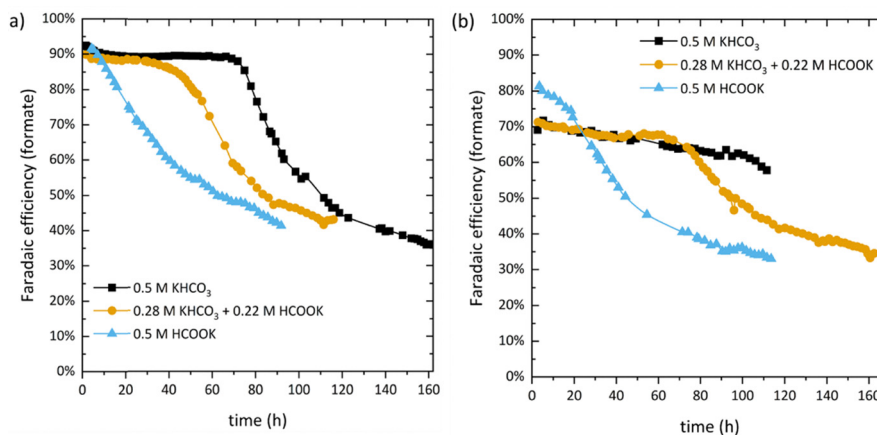 a)
100%
90%
80%
70%
60%
50%
40%
30%
20%
10%
0%
Faradaic efficiency (formate)
0.5 M KHCO₃
0.28 M KHCO₃ + 0.22 M HCOOK
0.5 M HCOOK
0 20 40 60 80 100 120 140 160
time (h)
(b)
100%
90%
80%
70%
60%
50%
40%
30%
20%
10%
0%
Faradaic efficiency (formate)
0.5 M KHCO₃
0.28 M KHCO₃ + 0.22 M HCOOK
0.5 M HCOOK
0 20 40 60 80 100 120 140 160
time (h)